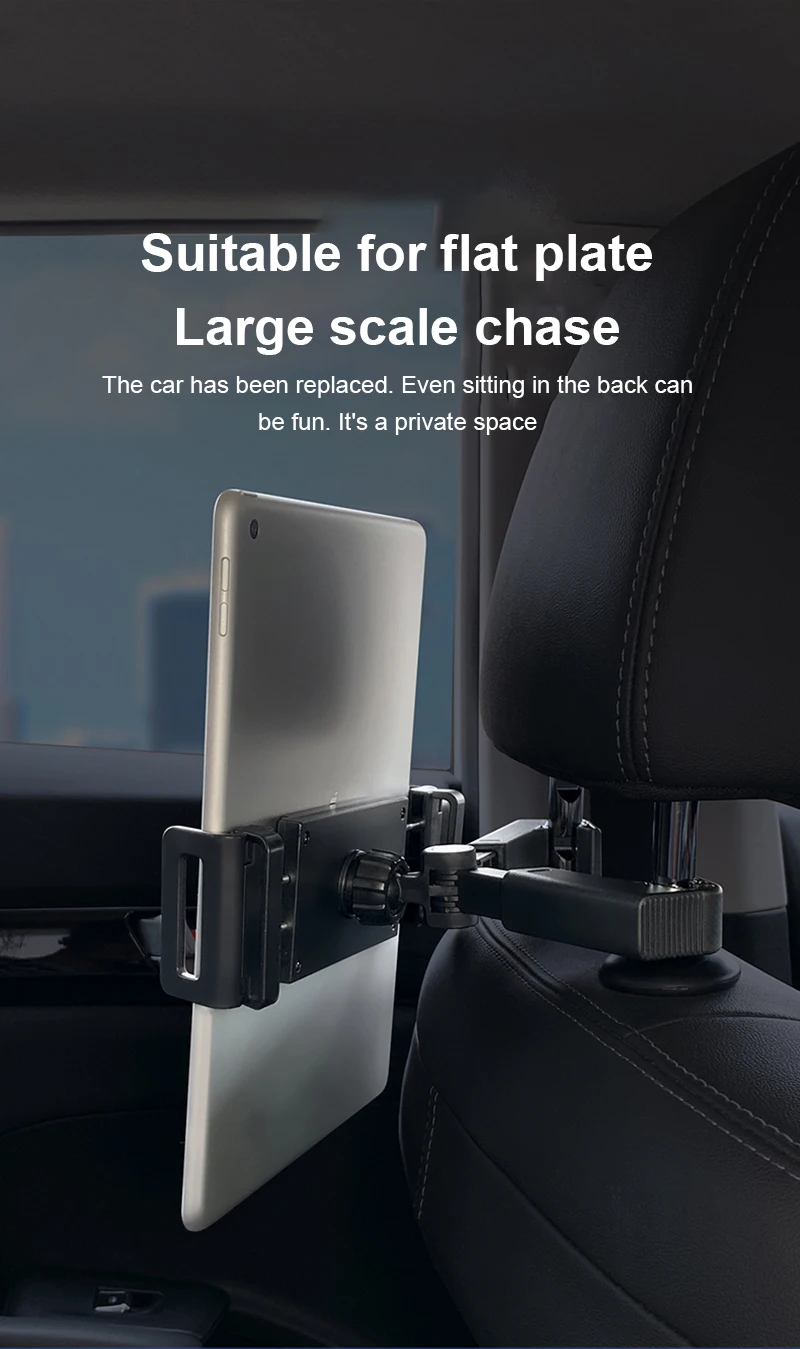 Suitable for flat plate
Large scale chase
The car has been replaced. Even sitting in the back can
be fun. It's a private space